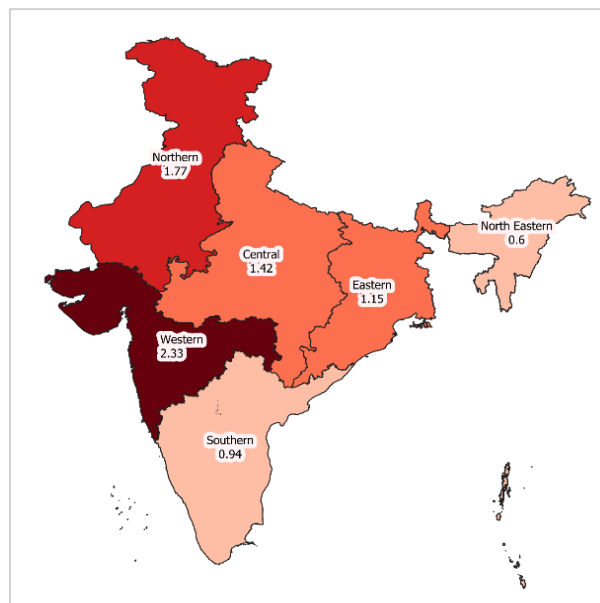 Northern
1.77
North Eastern
0.6
Central
1.42
Eastern
1.15
Western
2.33
Southern
0.94